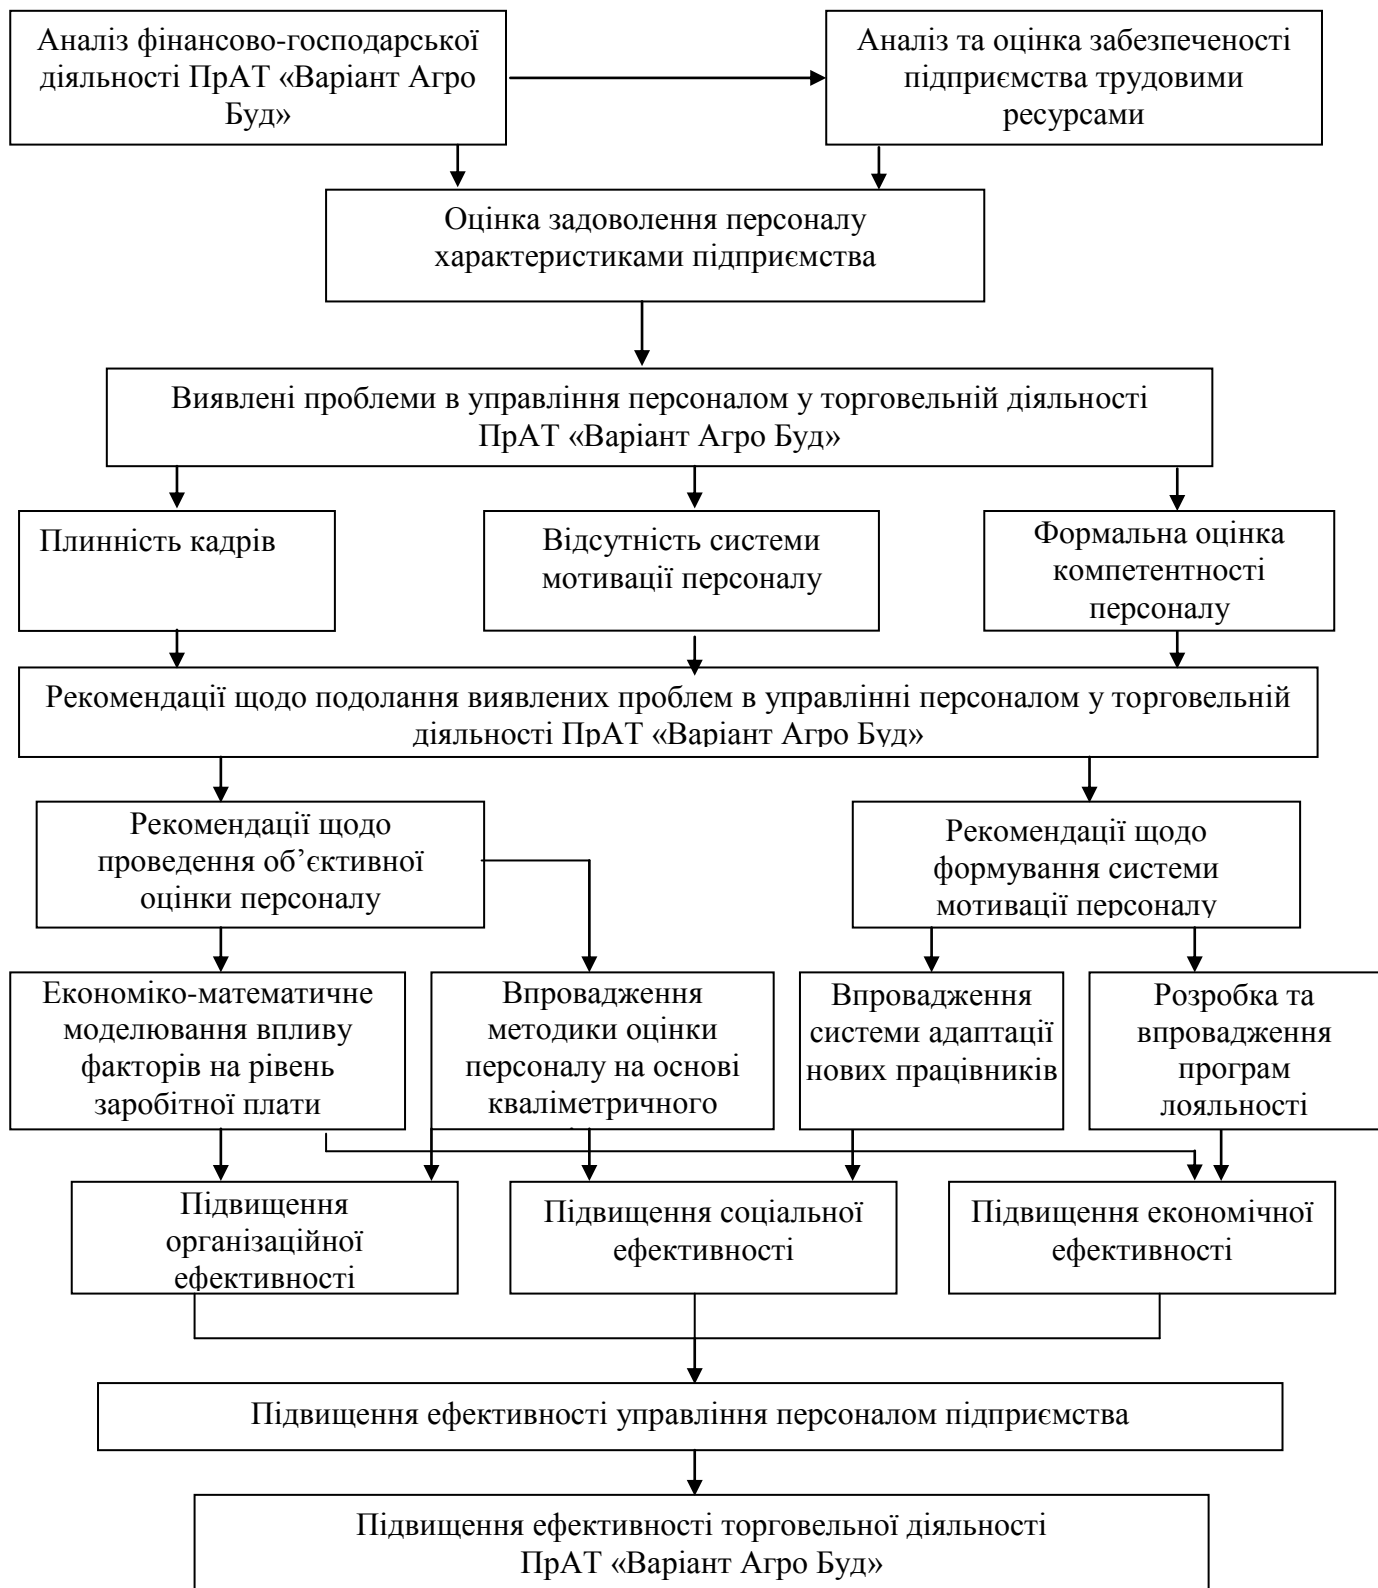 Аналіз фінансово-господарської
діяльності ПрАТ «Варіант Агро
Буд»
Аналіз та оцінка забезпеченості
підприємства трудовими
ресурсами
Оцінка задоволення персоналу
характеристиками підприємства
Виявлені проблеми в управління персоналом у торговельній діяльності
ПрАТ «Варіант Агро Буд»
Плинність кадрів
Відсутність системи
мотивації персоналу
Формальна оцінка
компетентності
персоналу
Рекомендації щодо подолання виявлених проблем в управлінні персоналом у торговельній
діяльності ПрАТ «Варіант Агро Буд»
Рекомендації щодо
проведення об’єктивної
оцінки персоналу
Рекомендації щодо
формування системи
мотивації персоналу
Економіко-математичне
моделювання впливу
факторів на рівень
заробітної плати
Впровадження
методики оцінки
персоналу на основі
кваліметричного
Впровадження
системи адаптації
нових працівників
Розробка та
впровадження
програм
лояльності
Підвищення
організаційної
ефективності
Підвищення соціальної
ефективності
Підвищення економічної
ефективності
Підвищення ефективності управління персоналом підприємства
Підвищення ефективності торговельної діяльності
ПрАТ «Варіант Агро Буд»